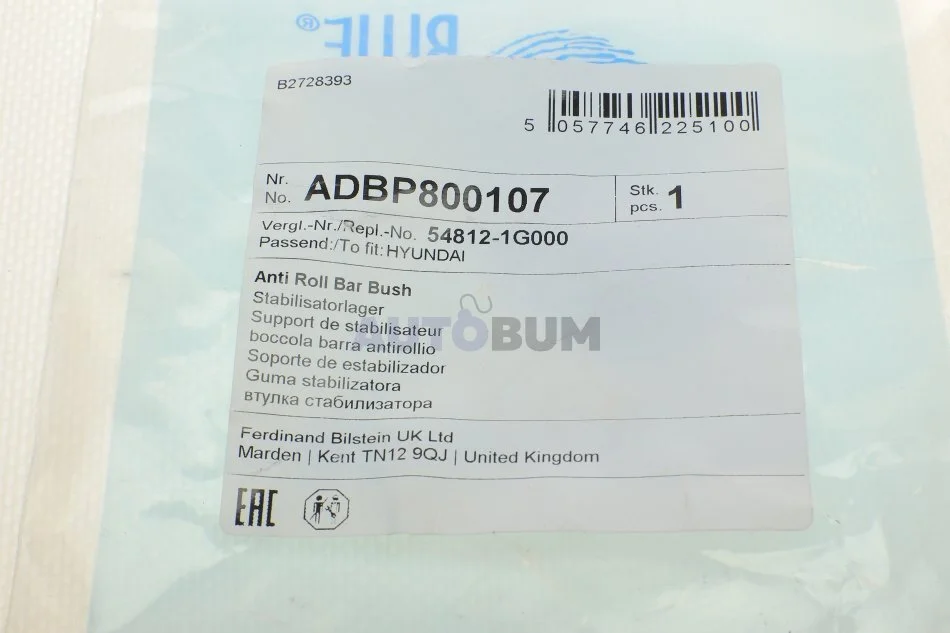 BLUE®
B2728393
5 057746 225100
Nr.
No. ADBP800107
Stk.
pcs. 1
Vergl.-Nr./Repl.-No. 54812-1G000
Passend:/To fit: HYUNDAI
Anti Roll Bar Bush
Stabilisatorlager
Support de stabilisateur
AUTOBUM
boccola barra antirollio
Soporte de estabilizador
Guma stabilizatora
втулка стабилизатора
Ferdinand Bilstein UK Ltd
Marden | Kent TN12 9QJ | United Kingdom
EAC